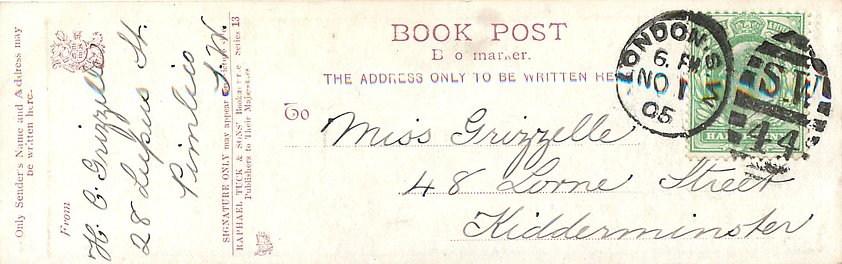 Only Sender's Name and Address may
be written here.
From
H. C. Grizzelle
28 Lupus St.
Pimlico
S.W.
SIGNATURE ONLY may appear
RAPHAEL TUCK & SONS' Series 13
Publishers to Their Majesties
BOOK POST
THE ADDRESS ONLY TO BE WRITTEN HE
To
Miss Grizzelle
48 Lorne Street
Kidderminster
LONDON.S.W
6. PM
NO 1
05
S.W
44